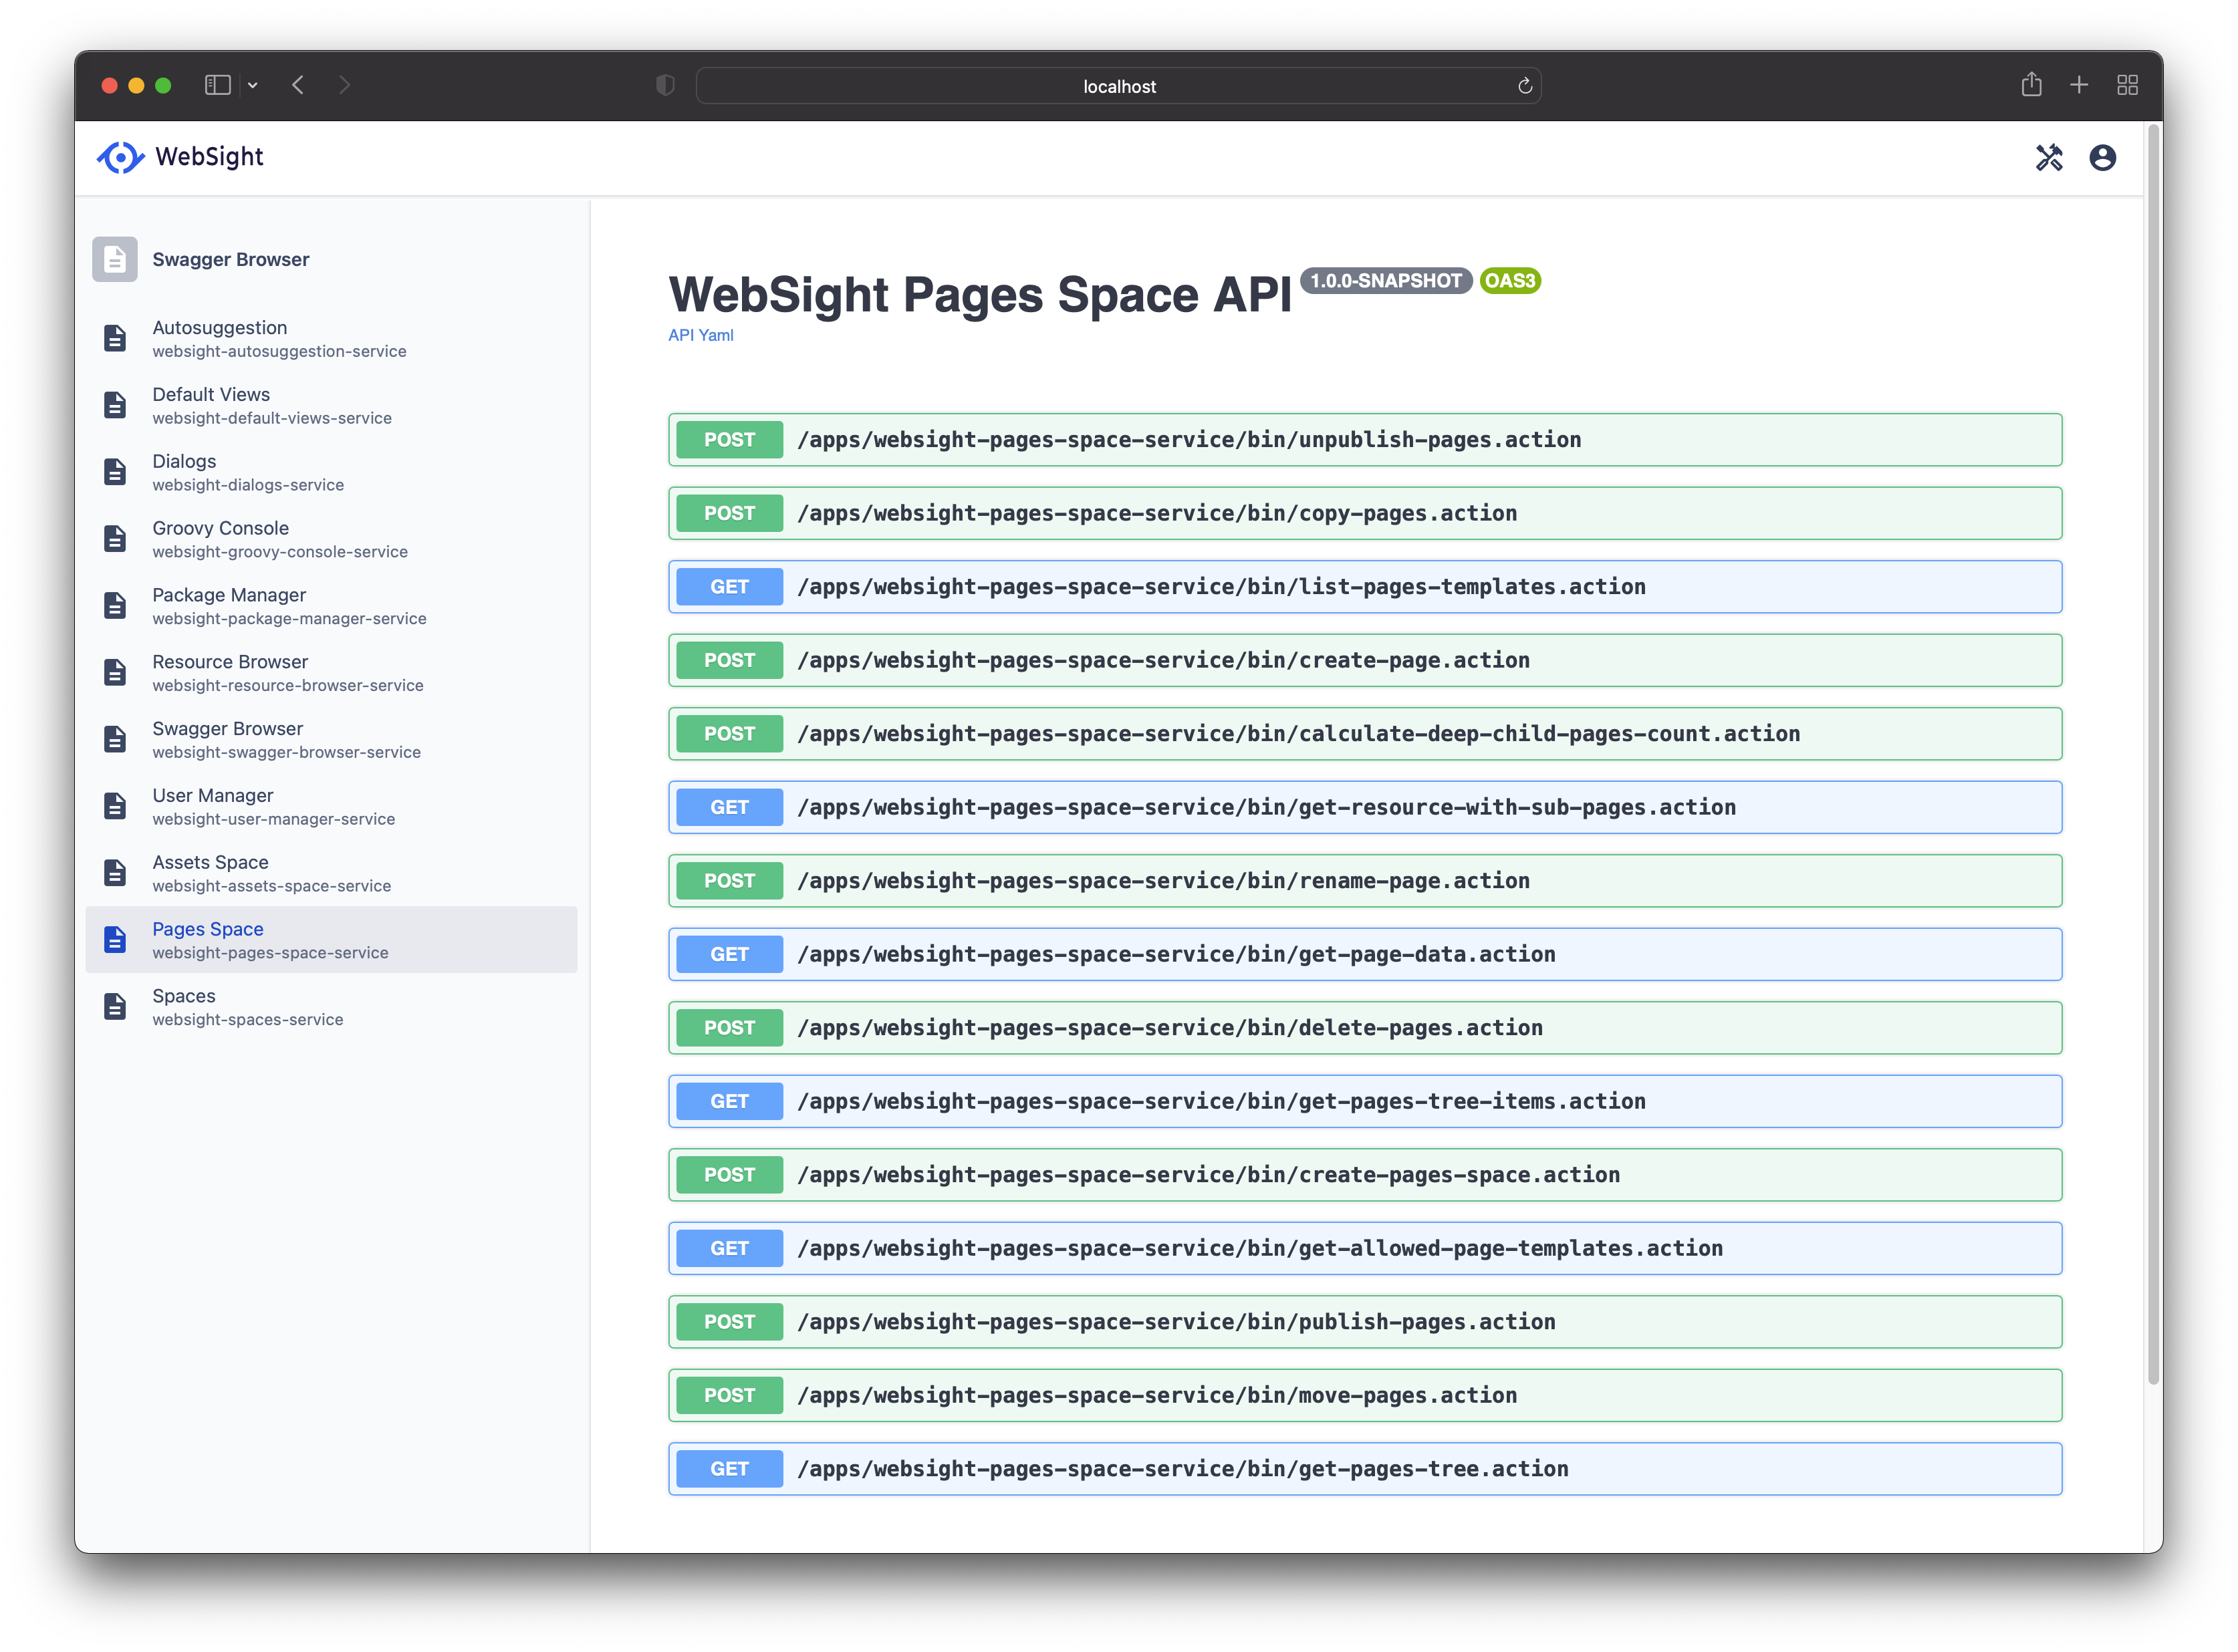 localhost
WebSight
Swagger Browser
Autosuggestion
websight-autosuggestion-service
Default Views
websight-default-views-service
Dialogs
websight-dialogs-service
Groovy Console
websight-groovy-console-service
Package Manager
websight-package-manager-service
Resource Browser
websight-resource-browser-service
Swagger Browser
websight-swagger-browser-service
User Manager
websight-user-manager-service
Assets Space
websight-assets-space-service
Pages Space
websight-pages-space-service
Spaces
websight-spaces-service
WebSight Pages Space API 1.0.0-SNAPSHOT OAS3
API Yaml
POST /apps/websight-pages-space-service/bin/unpublish-pages.action
POST /apps/websight-pages-space-service/bin/copy-pages.action
GET /apps/websight-pages-space-service/bin/list-pages-templates.action
POST /apps/websight-pages-space-service/bin/create-page.action
POST /apps/websight-pages-space-service/bin/calculate-deep-child-pages-count.action
GET /apps/websight-pages-space-service/bin/get-resource-with-sub-pages.action
POST /apps/websight-pages-space-service/bin/rename-page.action
GET /apps/websight-pages-space-service/bin/get-page-data.action
POST /apps/websight-pages-space-service/bin/delete-pages.action
GET /apps/websight-pages-space-service/bin/get-pages-tree-items.action
POST /apps/websight-pages-space-service/bin/create-pages-space.action
GET /apps/websight-pages-space-service/bin/get-allowed-page-templates.action
POST /apps/websight-pages-space-service/bin/publish-pages.action
POST /apps/websight-pages-space-service/bin/move-pages.action
GET /apps/websight-pages-space-service/bin/get-pages-tree.action